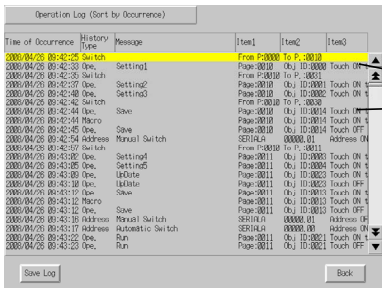 Operation Log (Sort by Occurrence)
Time of Occurrence History Type Message Item1 Item2 Item3
2008/04/26 09:42:25 Switch From P:0000 To P. :0010
2008/04/26 09:42:33 Ope. Setting1 Page:0010 Obj ID:0000 Touch ON
2008/04/26 09:42:35 Switch From P:0010 To P. :0031
2008/04/26 09:42:37 Ope. Setting2 Page:0010 Obj ID:0001 Touch ON t
2008/04/26 09:42:40 Ope. Setting3 Page:0010 Obj ID:0002 Touch ON t
2008/04/26 09:42:42 Switch From P:0010 To P. :0030
2008/04/26 09:42:44 Ope. Save Page:0010 Obj ID:0014 Touch ON
2008/04/26 09:42:44 Macro Page:0010 Obj ID:0014 Touch ON t
2008/04/26 09:42:45 Ope. Save Page:0010 Obj ID:0014 Touch OFF
2008/04/26 09:42:54 Address Manual Switch SERIALA 00000.01 Address ON
2008/04/26 09:42:57 Switch From P:0010 To P. :0011
2008/04/26 09:43:02 Ope. Setting4 Page:0011 Obj ID:0003 Touch ON t
2008/04/26 09:43:05 Ope. Setting5 Page:0011 Obj ID:0004 Touch ON t
2008/04/26 09:43:09 Ope. UpDate Page:0011 Obj ID:0023 Touch ON t
2008/04/26 09:43:10 Ope. UpDate Page:0011 Obj ID:0023 Touch OFF
2008/04/26 09:43:12 Ope. Save Page:0011 Obj ID:0013 Touch ON t
2008/04/26 09:43:12 Macro Page:0011 Obj ID:0013 Touch ON t
2008/04/26 09:43:12 Ope. Save Page:0011 Obj ID:0013 Touch OFF
2008/04/26 09:43:16 Address Manual Switch SERIALA 00000.01 Address OF
2008/04/26 09:43:17 Address Automatic Switch SERIALA 00000.00 Address ON
2008/04/26 09:43:22 Ope. Run Page:0011 Obj ID:0021 Touch ON t
2008/04/26 09:43:23 Ope. Run Page:0011 Obj ID:0021 Touch OFF
Save Log Back